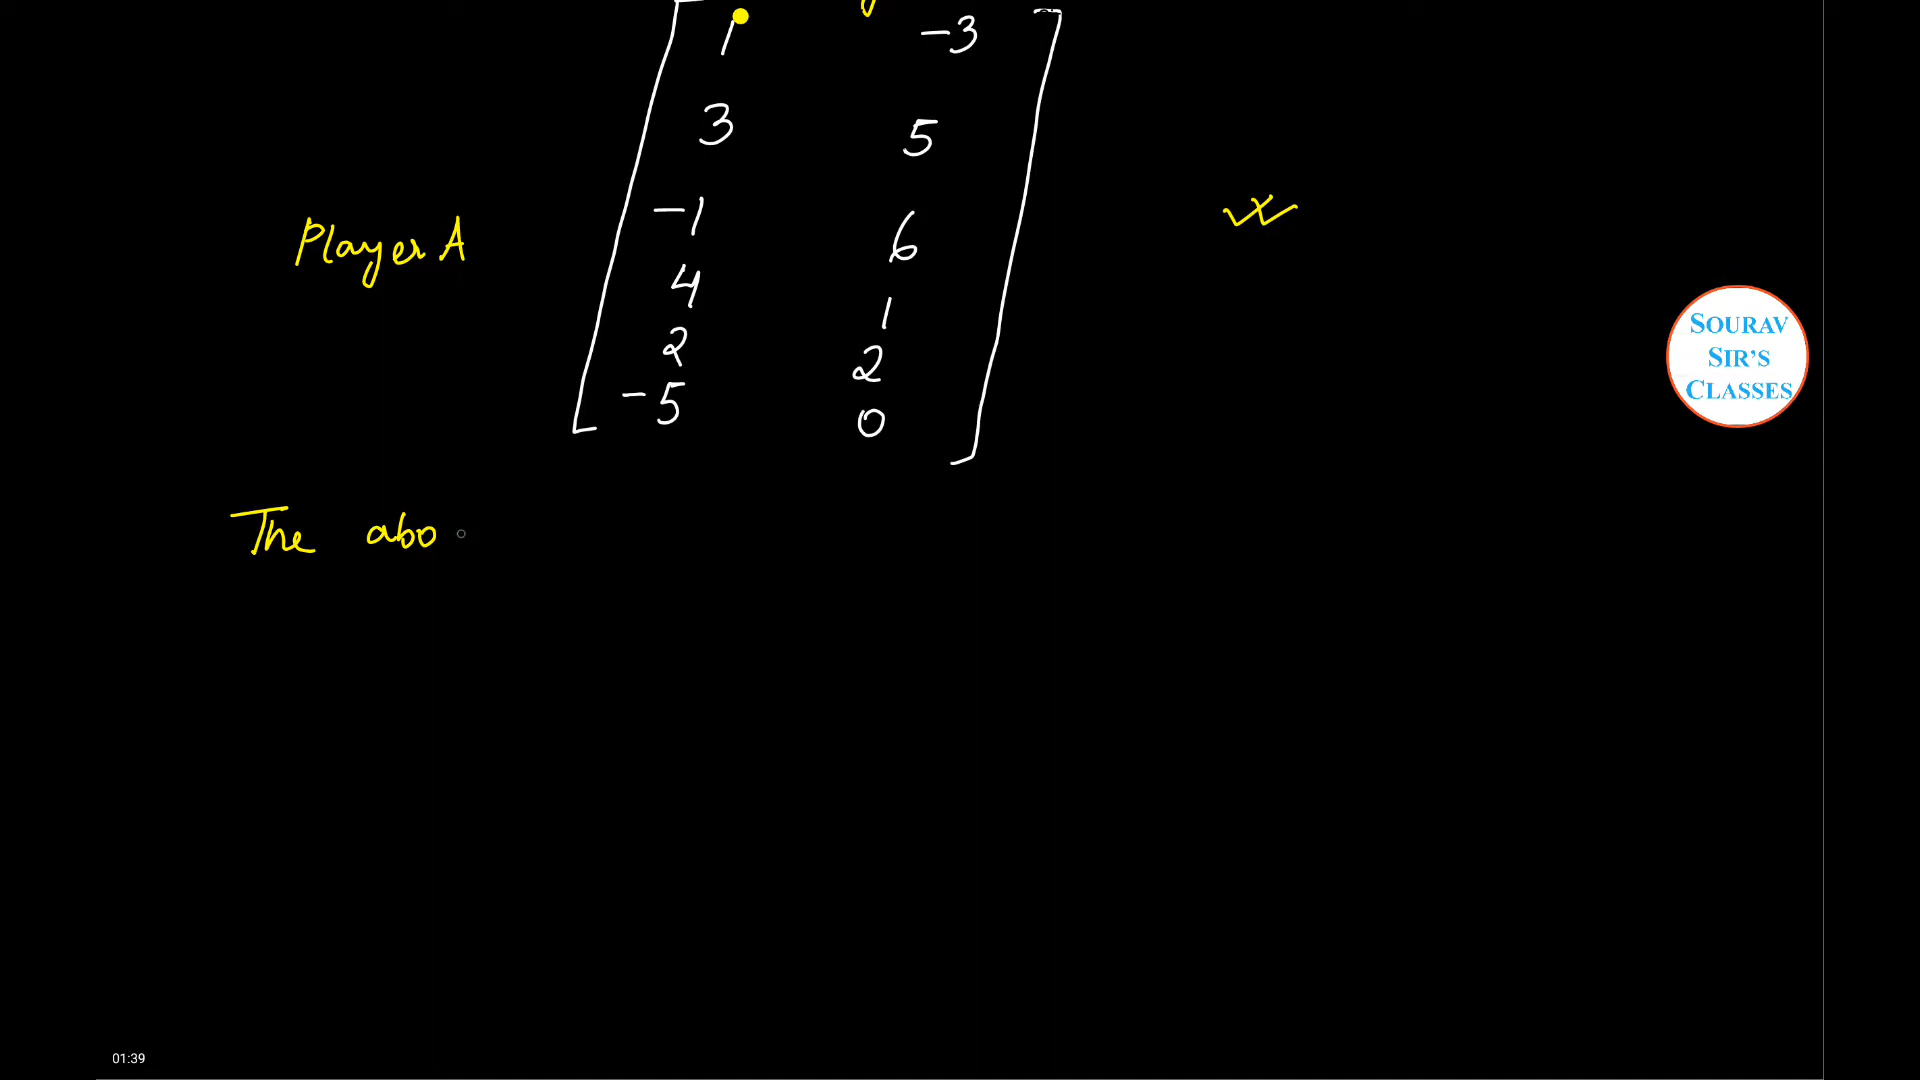 1 -3
3 5
-1 6
Player A
4 1
2 2
-5 0
The abo
SOURAV
SIR'S
CLASSES
01:39